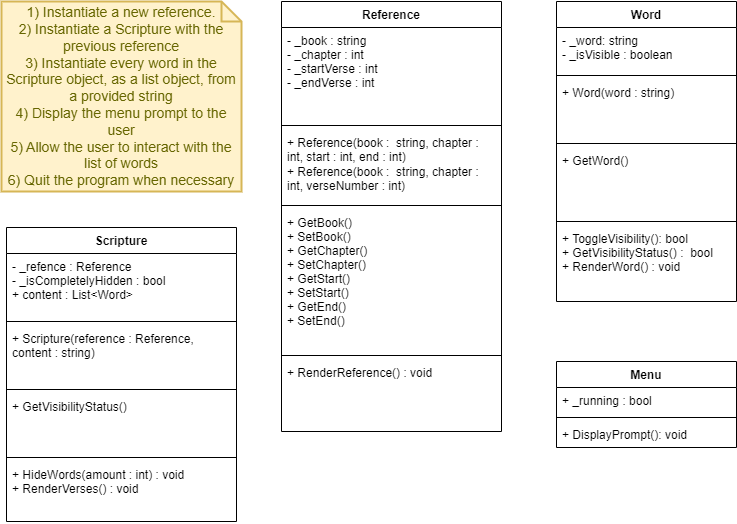 1) Instantiate a new reference.
2) Instantiate a Scripture with the
previous reference
3) Instantiate every word in the
Scripture object, as a list object, from
a provided string
4) Display the menu prompt to the
user
5) Allow the user to interact with the
list of words
6) Quit the program when necessary
Scripture
- _refence : Reference
- _isCompletelyHidden : bool
+ content : List<Word>
+ Scripture(reference : Reference,
content : string)
+ GetVisibilityStatus()
+ HideWords(amount : int) : void
+ RenderVerses() : void
Reference
- _book : string
- _chapter : int
- _startVerse : int
- _endVerse : int
+ Reference(book :  string, chapter :
int, start : int, end : int)
+ Reference(book :  string, chapter :
int, verseNumber : int)
+ GetBook()
+ SetBook()
+ GetChapter()
+ SetChapter()
+ GetStart()
+ SetStart()
+ GetEnd()
+ SetEnd()
+ RenderReference() : void
Word
- _word: string
- _isVisible : boolean
+ Word(word : string)
+ GetWord()
+ ToggleVisibility(): bool
+ GetVisibilityStatus() :  bool
+ RenderWord() : void
Menu
+ _running : bool
+ DisplayPrompt(): void